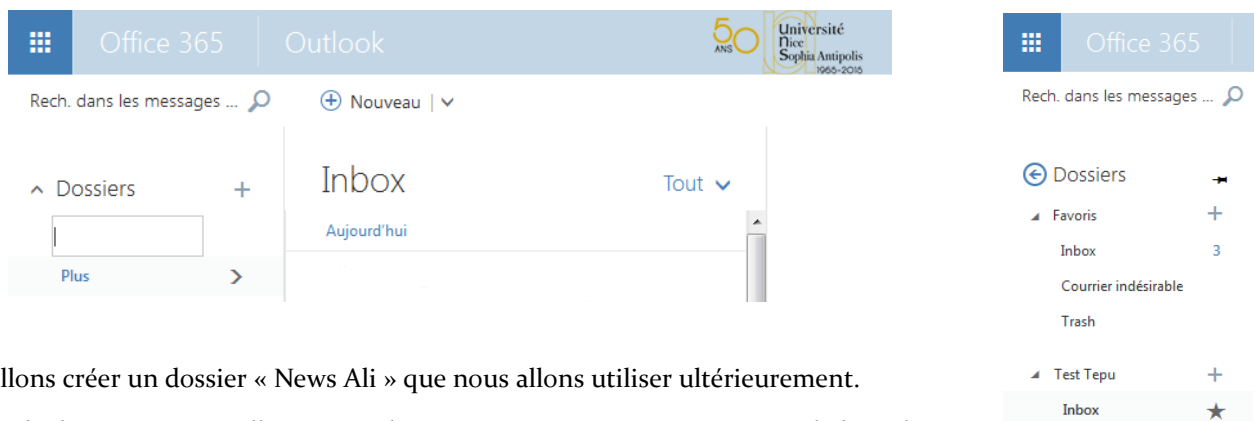 Office 365 Outlook
50 ANS
Université
Nice
Sophia Antipolis
1965-2015
Rech. dans les messages ...
Nouveau
Dossiers
Plus
Inbox
Tout
Aujourd'hui
llons créer un dossier « News Ali » que nous allons utiliser ultérieurement.
Office 365
Rech. dans les messages ...
Dossiers
Favoris
Inbox 3
Courrier indésirable
Trash
Test Tepu
Inbox